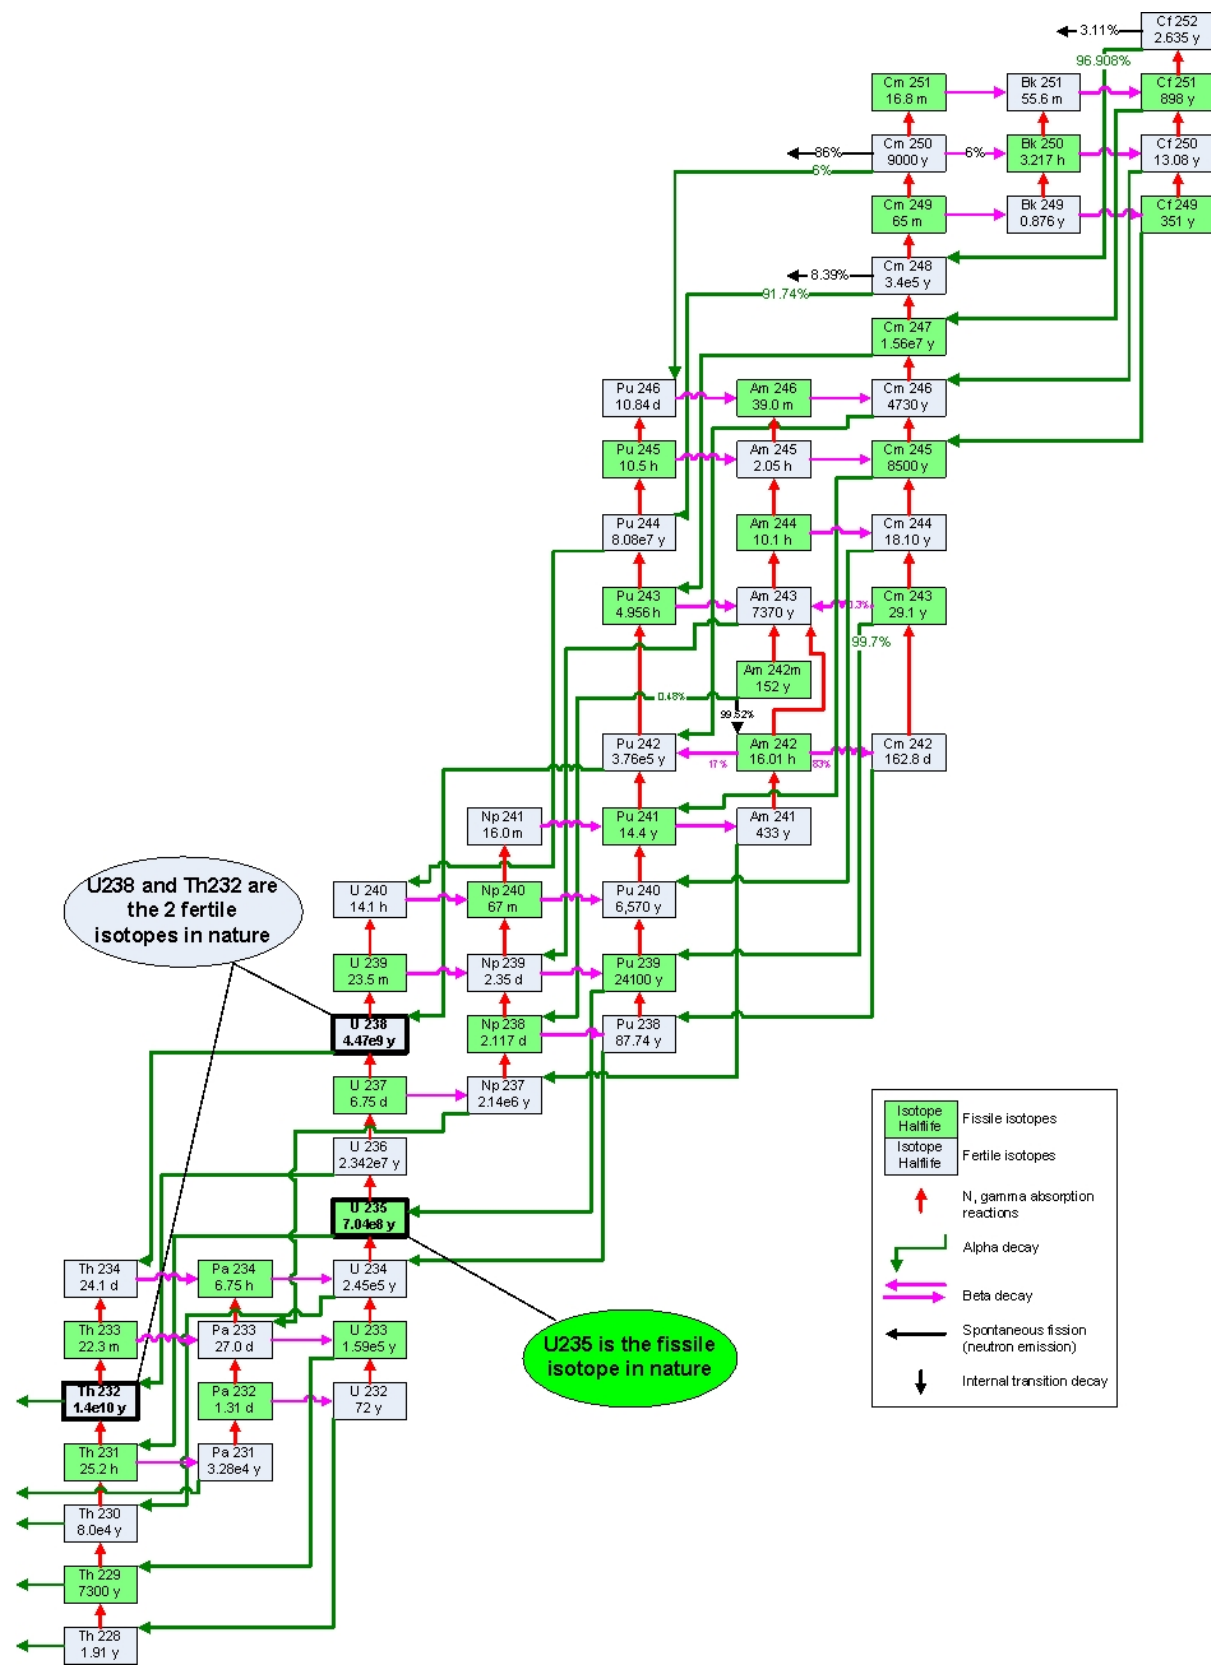 Cf 252
2.635 y
3.11%
96.908%
Cm 251
16.8 m
Bk 251
55.6 m
Cf 251
898 y
86%
Cm 250
9000 y
6%
Bk 250
3.217 h
Cf 250
13.08 y
6%
Cm 249
65 m
Bk 249
0.876 y
Cf 249
351 y
8.39%
Cm 248
3.4e5 y
91.74%
Cm 247
1.56e7 y
Pu 246
10.84 d
Am 246
39.0 m
Cm 246
4730 y
Pu 245
10.5 h
Am 245
2.05 h
Cm 245
8500 y
Pu 244
8.08e7 y
Am 244
10.1 h
Cm 244
18.10 y
Pu 243
4.956 h
Am 243
7370 y
Cm 243
29.1 y
99.7%
Am 242m
152 y
0.48%
99.52%
Pu 242
3.76e5 y
17%
Am 242
16.01 h
83%
Cm 242
162.8 d
Np 241
16.0 m
Pu 241
14.4 y
Am 241
433 y
U238 and Th232 are
the 2 fertile
isotopes in nature
U 240
14.1 h
Np 240
67 m
Pu 240
6,570 y
U 239
23.5 m
Np 239
2.35 d
Pu 239
24100 y
U 238
4.47e9 y
Np 238
2.117 d
Pu 238
87.74 y
U 237
6.75 d
Np 237
2.14e6 y
U 236
2.342e7 y
U 235
7.04e8 y
Th 234
24.1 d
Pa 234
6.75 h
U 234
2.45e5 y
Th 233
22.3 m
Pa 233
27.0 d
U 233
1.59e5 y
U235 is the fissile
isotope in nature
Th 232
1.4e10 y
Pa 232
1.31 d
U 232
72 y
Th 231
25.2 h
Pa 231
3.28e4 y
Th 230
8.0e4 y
Th 229
7300 y
Th 228
1.91 y
Isotope
Halflife
Fissile isotopes
Isotope
Halflife
Fertile isotopes
N, gamma absorption
reactions
Alpha decay
Beta decay
Spontaneous fission
(neutron emission)
Internal transition decay